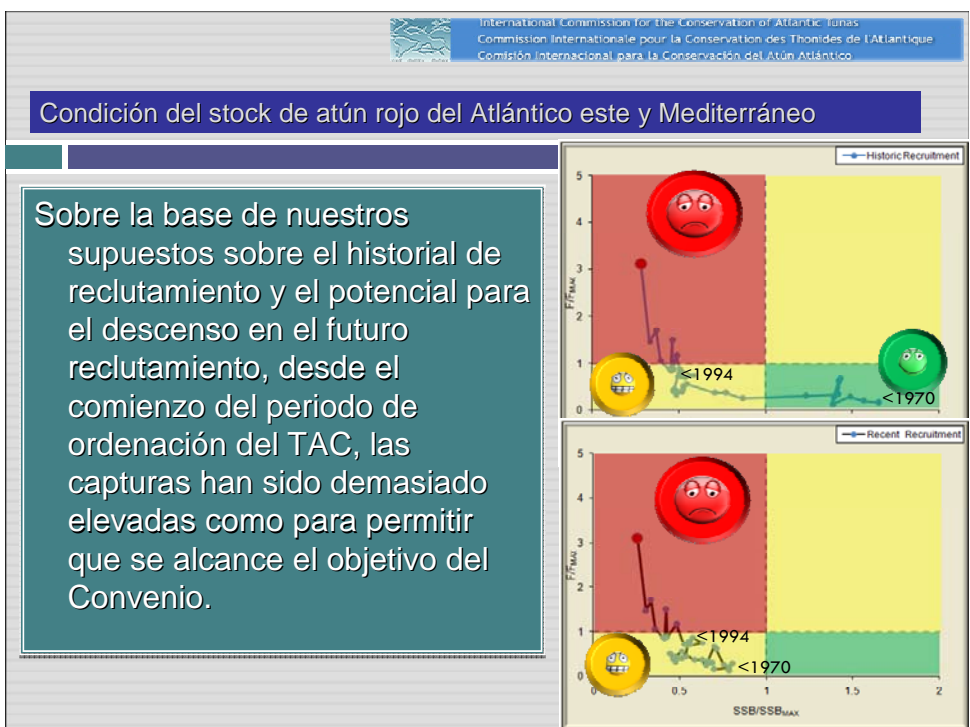 International Commission for the Conservation of Atlantic Tunas
Commission Internationale pour la Conservation des Thonides de l'Atlantique
Comisión Internacional para la Conservación del Atún Atlántico
Condición del stock de atún rojo del Atlántico este y Mediterráneo
Sobre la base de nuestros
supuestos sobre el historial de
reclutamiento y el potencial para
el descenso en el futuro
reclutamiento, desde el
comienzo del periodo de
ordenación del TAC, las
capturas han sido demasiado
elevadas como para permitir
que se alcance el objetivo del
Convenio.
Historic Recruitment
5
4
3
2
1
0
F/FMAX
<1994
<1970
Recent Recruitment
5
4
3
2
1
0
F/FMAX
<1994
<1970
0
0.5
1
1.5
2
SSB/SSBMAX